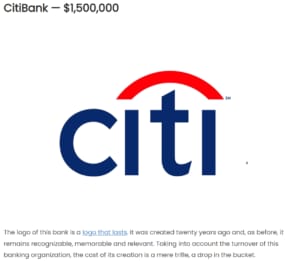 CitiBank — $1,500,000
citi
SM
The logo of this bank is a logo that lasts. It was created twenty years ago and, as before, it
remains recognizable, memorable and relevant. Taking into account the turnover of this
banking organization, the cost of its creation is a mere trifle, a drop in the bucket.